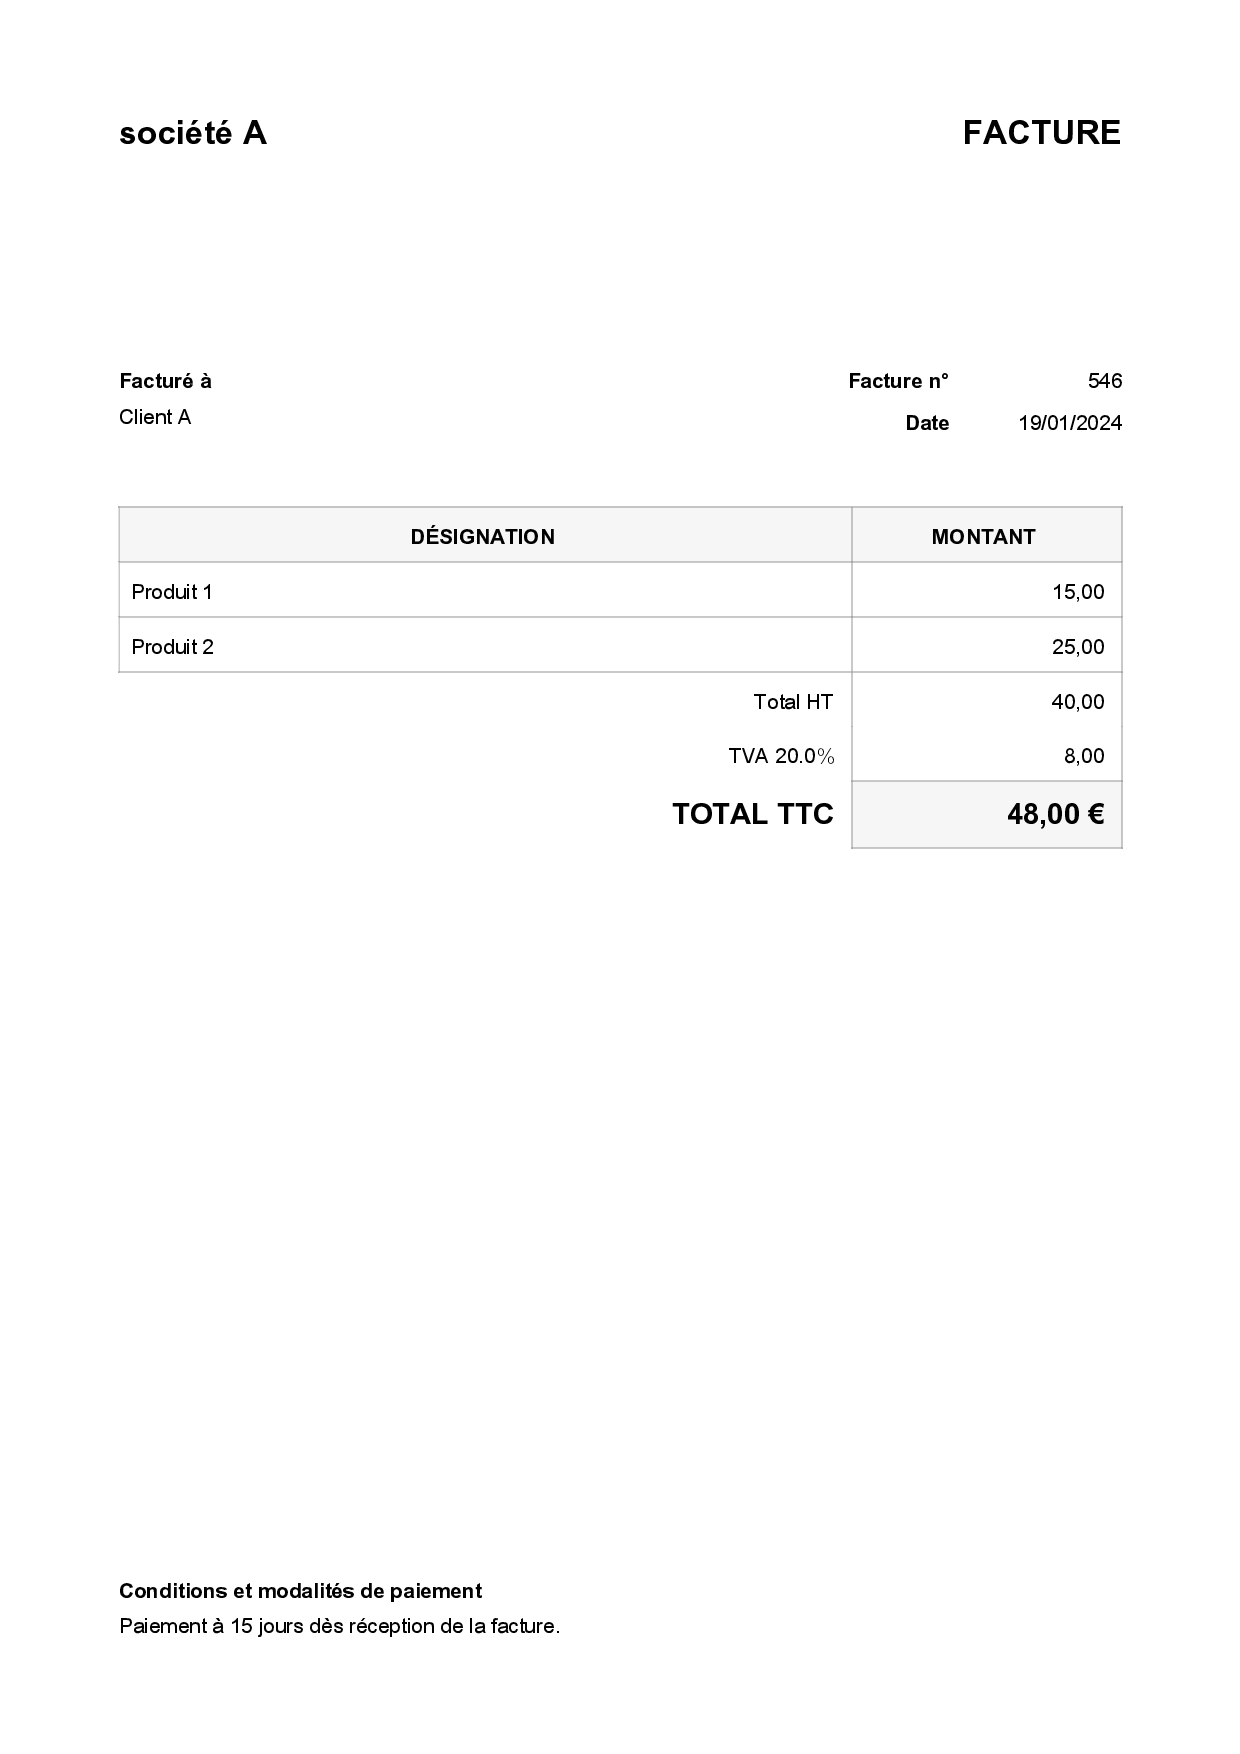 société A
FACTURE
Facturé à
Client A
Facture n° 546
Date 19/01/2024
DÉSIGNATION MONTANT
Produit 1 15,00
Produit 2 25,00
Total HT 40,00
TVA 20.0% 8,00
TOTAL TTC 48,00 €
Conditions et modalités de paiement
Paiement à 15 jours dès réception de la facture.